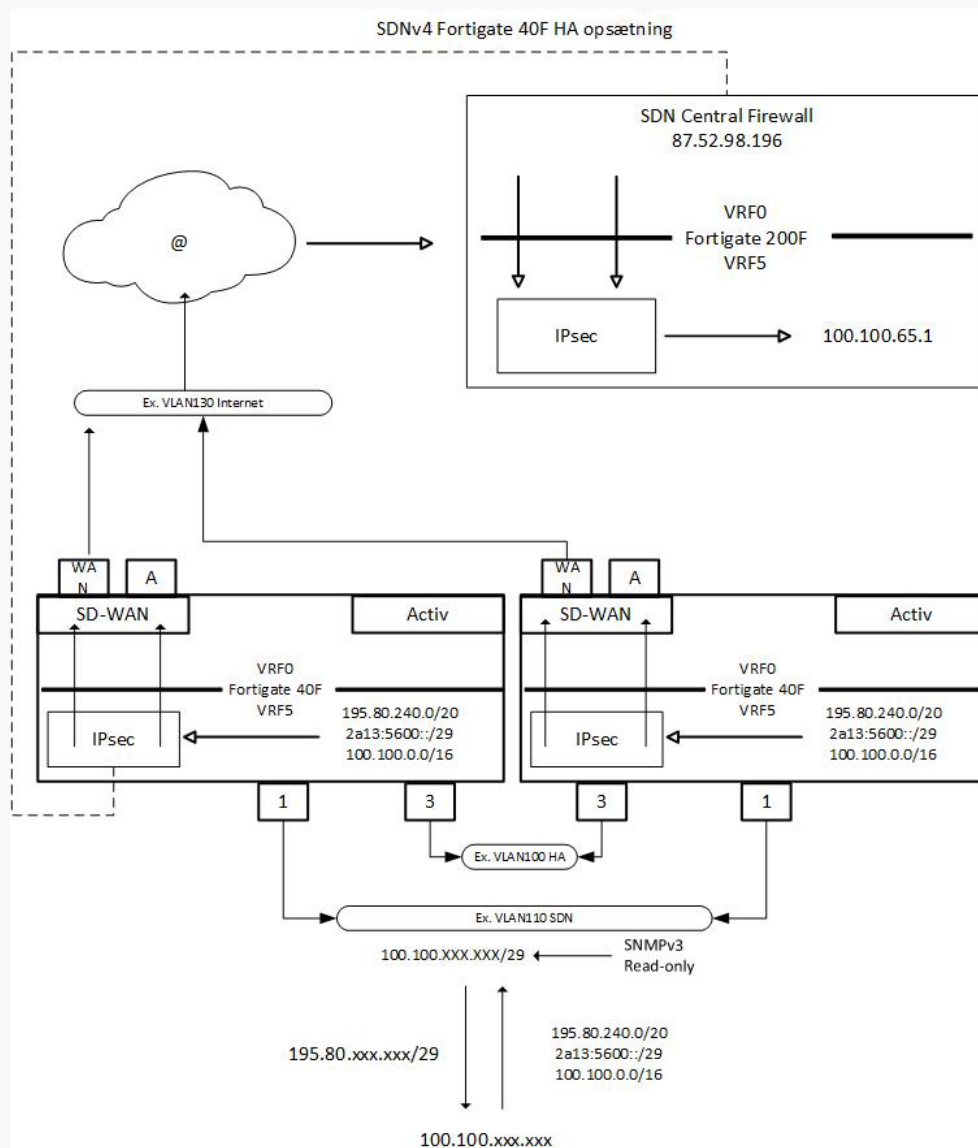 SDNv4 Fortigate 40F HA opsætning
SDN Central Firewall
87.52.98.196
VRF0
Fortigate 200F
VRF5
IPsec
100.100.65.1
@
Ex. VLAN130 Internet
WA
N
A
SD-WAN
Activ
VRF0
Fortigate 40F
VRF5
IPsec
195.80.240.0/20
2a13:5600::/29
100.100.0.0/16
1
3
WA
N
A
SD-WAN
Activ
VRF0
Fortigate 40F
VRF5
IPsec
195.80.240.0/20
2a13:5600::/29
100.100.0.0/16
3
1
Ex. VLAN100 HA
Ex. VLAN110 SDN
100.100.XXX.XXX/29
SNMPv3
Read-only
195.80.xxx.xxx/29
195.80.240.0/20
2a13:5600::/29
100.100.0.0/16
100.100.xxx.xxx